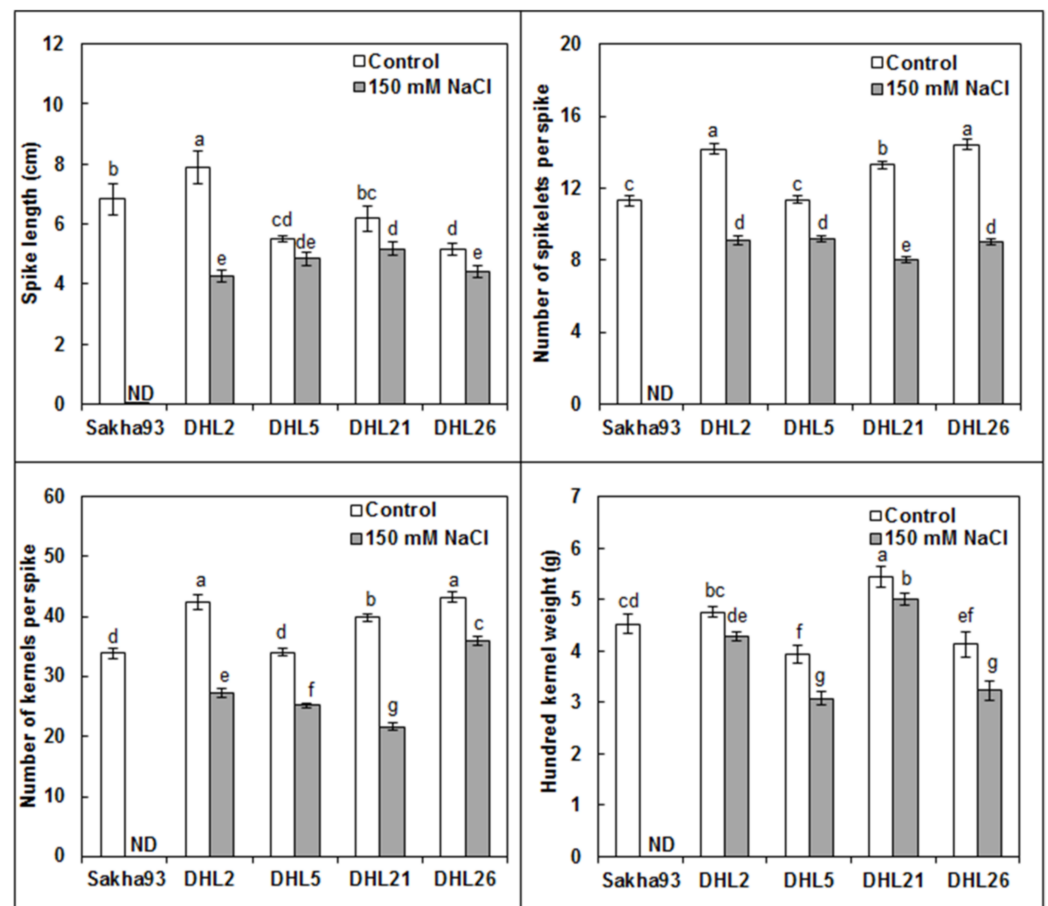 12
10
8
6
4
2
0
Spike length (cm)
Control
150 mM NaCl
b
a
e
cd
de
bc
d
d
e
ND
Sakha93 DHL2 DHL5 DHL21 DHL26
20
16
12
8
4
0
Number of spikelets per spike
Control
150 mM NaCl
c
a
d
c
d
b
e
a
d
ND
Sakha93 DHL2 DHL5 DHL21 DHL26
60
50
40
30
20
10
0
Number of kernels per spike
Control
150 mM NaCl
d
a
e
d
f
b
g
a
c
ND
Sakha93 DHL2 DHL5 DHL21 DHL26
7
6
5
4
3
2
1
0
Hundred kernel weight (g)
Control
150 mM NaCl
cd
bc
de
f
g
a
b
ef
g
ND
Sakha93 DHL2 DHL5 DHL21 DHL26